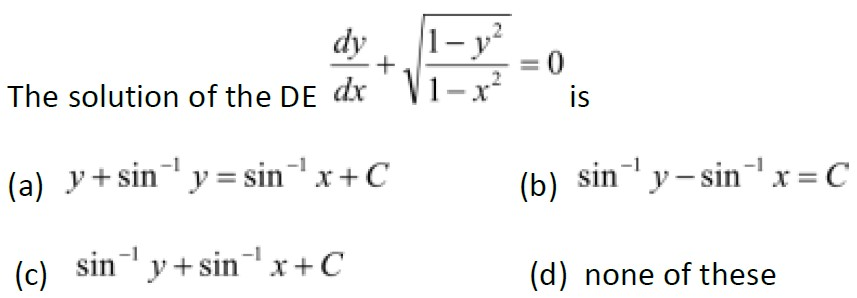 The solution of the DE dy/dx + √((1 − y²)/(1 − x²)) = 0 is
(a) y + sin⁻¹ y = sin⁻¹ x + C (b) sin⁻¹ y − sin⁻¹ x = C
(c) sin⁻¹ y + sin⁻¹ x + C (d) none of these